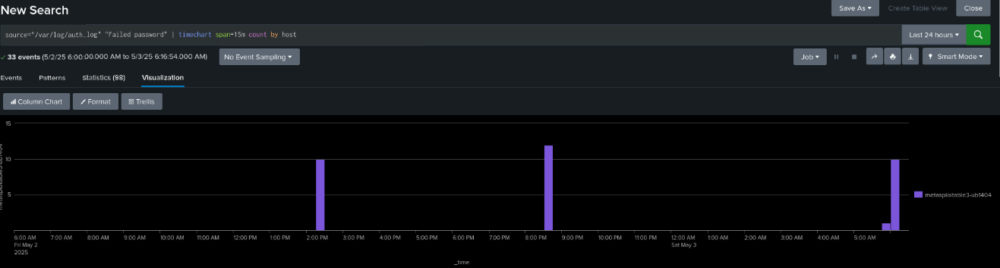 New Search
Save As
Create Table View
Close
source="/var/log/auth.log" "Failed password" | timechart span=15m count by host
Last 24 hours
33 events (5/2/25 6:00:00.000 AM to 5/3/25 6:16:54.000 AM)
No Event Sampling
Job
Smart Mode
Events
Patterns
Statistics (98)
Visualization
Column Chart
Format
Trellis
15
10
5
metasploitable3-ub1404
metasploitable3-ub1404
6:00 AM
Fri May 2
2025
7:00 AM
8:00 AM
9:00 AM
10:00 AM
11:00 AM
12:00 PM
1:00 PM
2:00 PM
3:00 PM
4:00 PM
5:00 PM
6:00 PM
7:00 PM
8:00 PM
9:00 PM
10:00 PM
11:00 PM
12:00 AM
Sat May 3
1:00 AM
2:00 AM
3:00 AM
4:00 AM
5:00 AM
_time